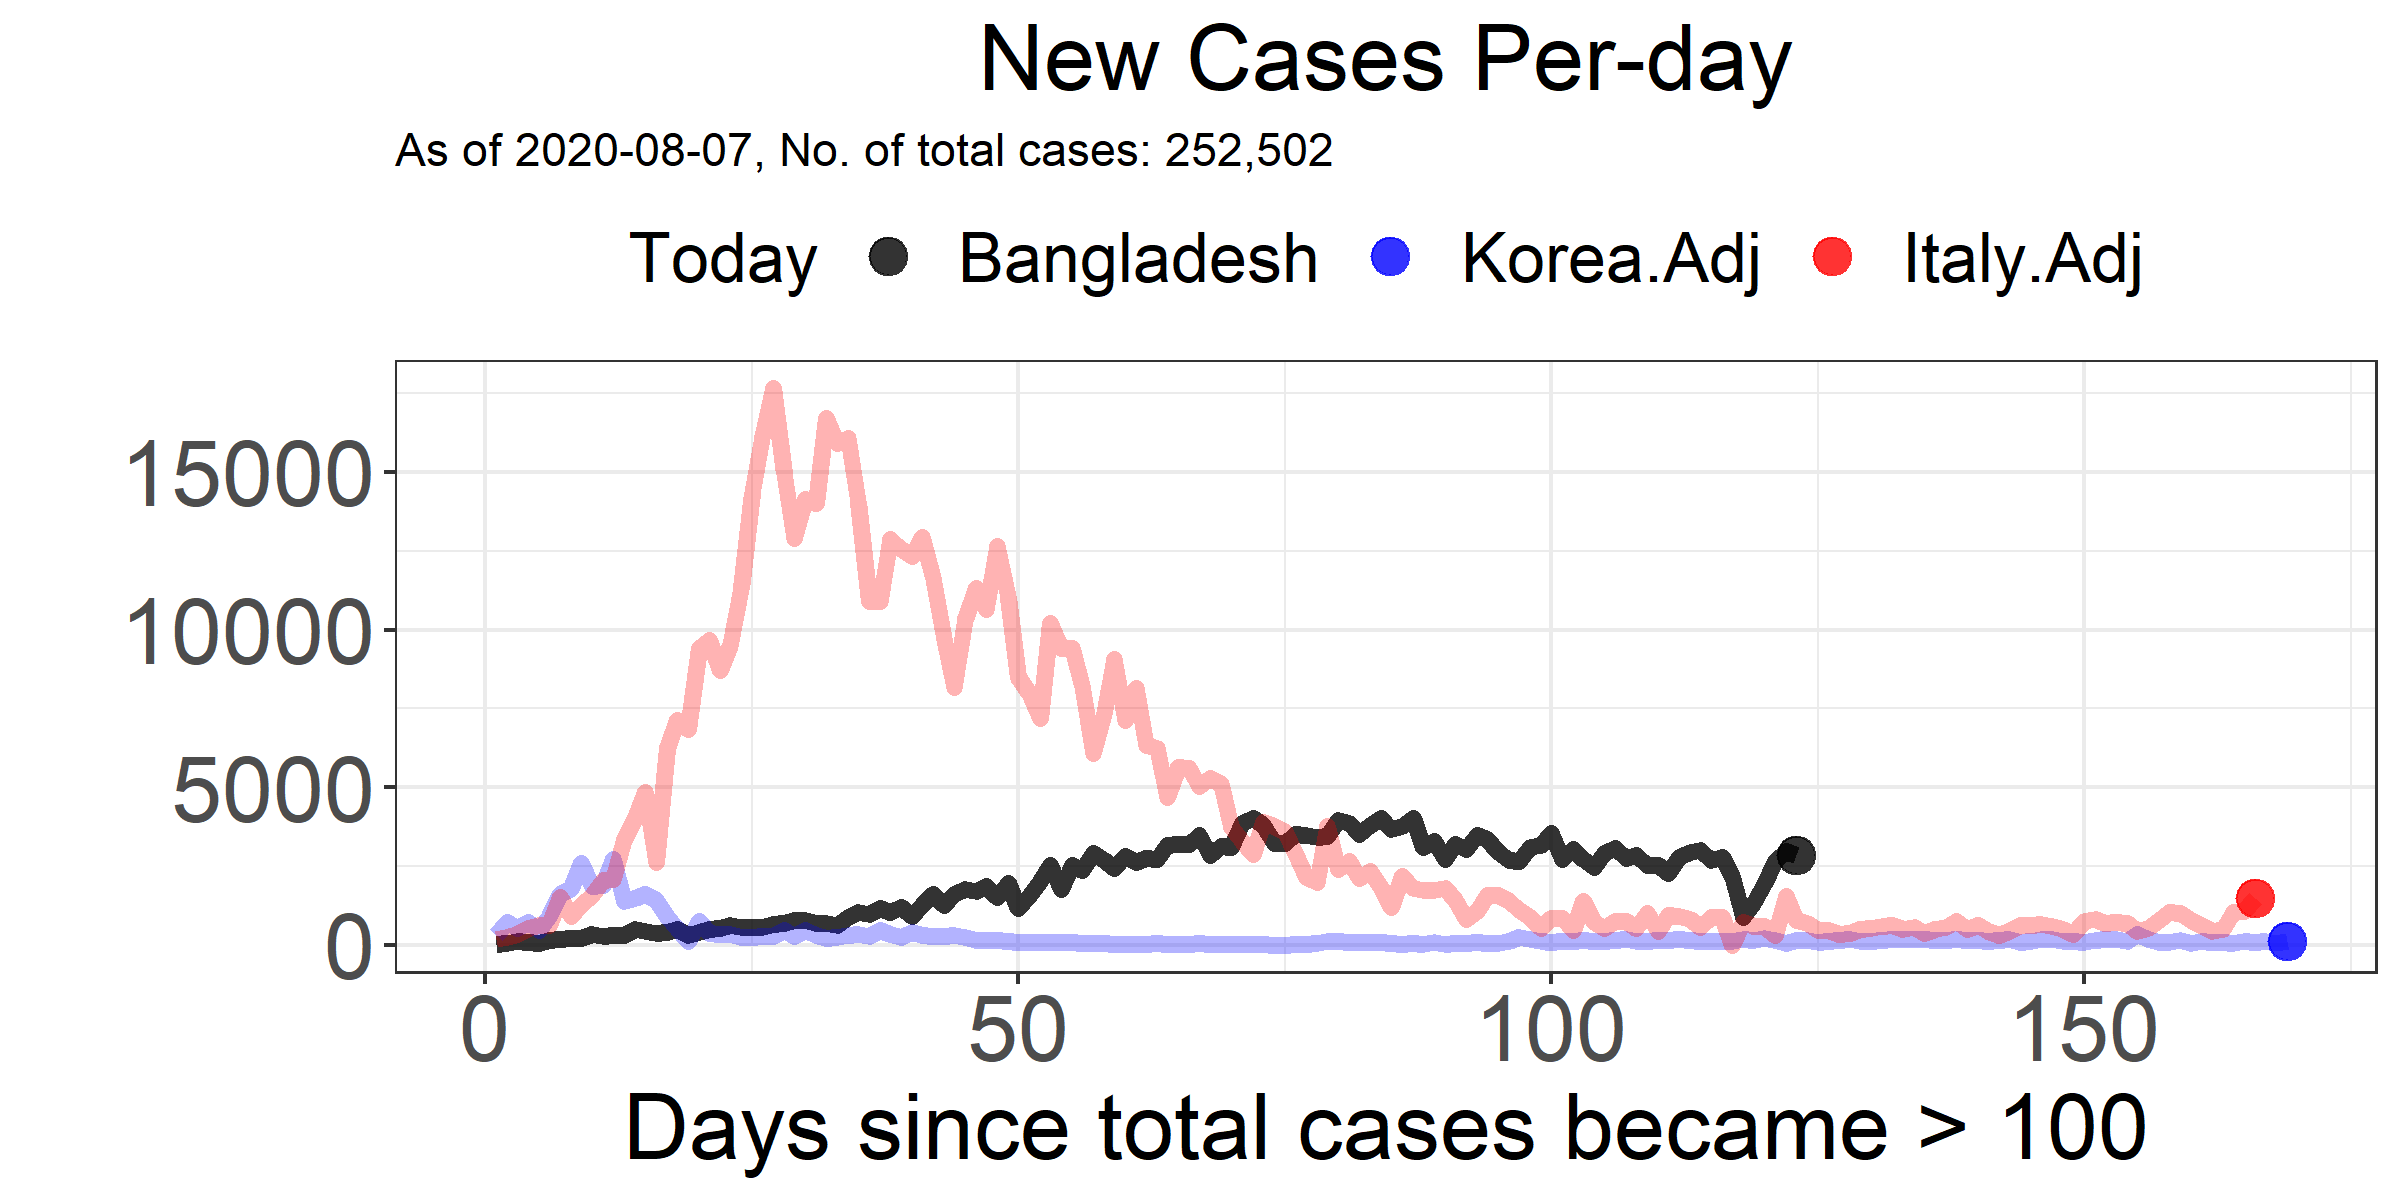 New Cases Per-day
As of 2020-08-07, No. of total cases: 252,502
Today Bangladesh Korea.Adj Italy.Adj
15000
10000
5000
0
0 50 100 150
Days since total cases became > 100